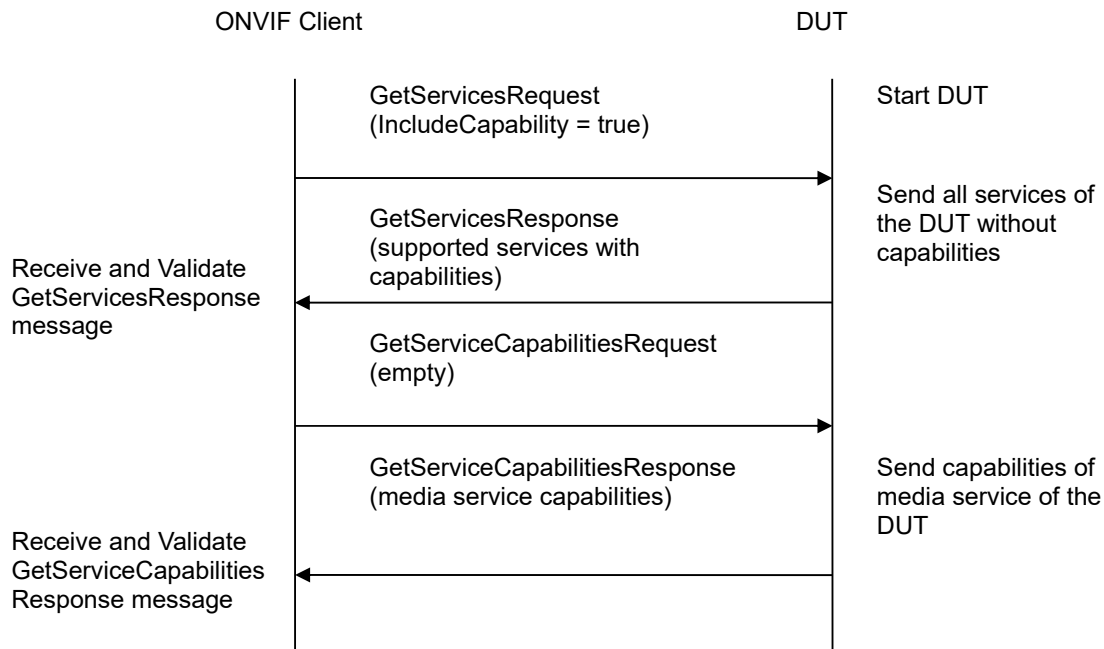 ONVIF Client
DUT
GetServicesRequest
(IncludeCapability = true)
Start DUT
Send all services of
the DUT without
capabilities
GetServicesResponse
(supported services with
capabilities)
Receive and Validate
GetServicesResponse
message
GetServiceCapabilitiesRequest
(empty)
GetServiceCapabilitiesResponse
(media service capabilities)
Send capabilities of
media service of the
DUT
Receive and Validate
GetServiceCapabilities
Response message